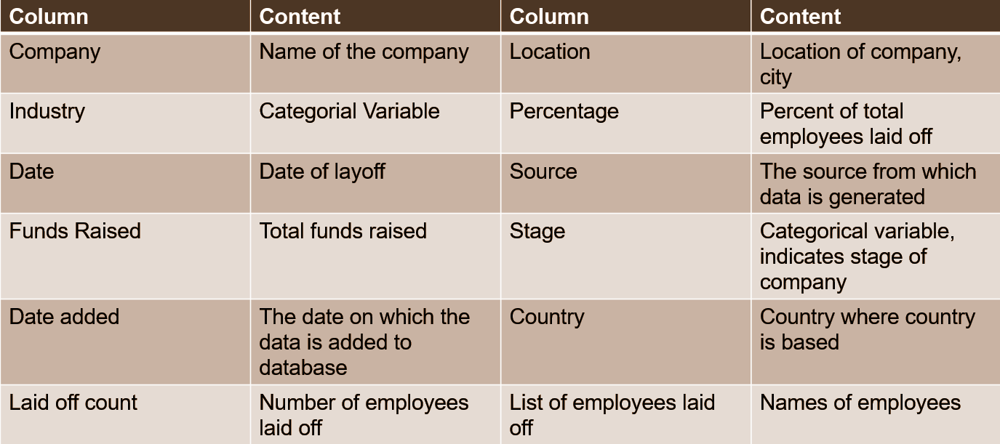 Column Content Column Content
Company Name of the company Location Location of company,
city
Industry Categorial Variable Percentage Percent of total
employees laid off
Date Date of layoff Source The source from which
data is generated
Funds Raised Total funds raised Stage Categorical variable,
indicates stage of
company
Date added The date on which the Country Country where country
data is added to is based
database
Laid off count Number of employees List of employees laid Names of employees
laid off off